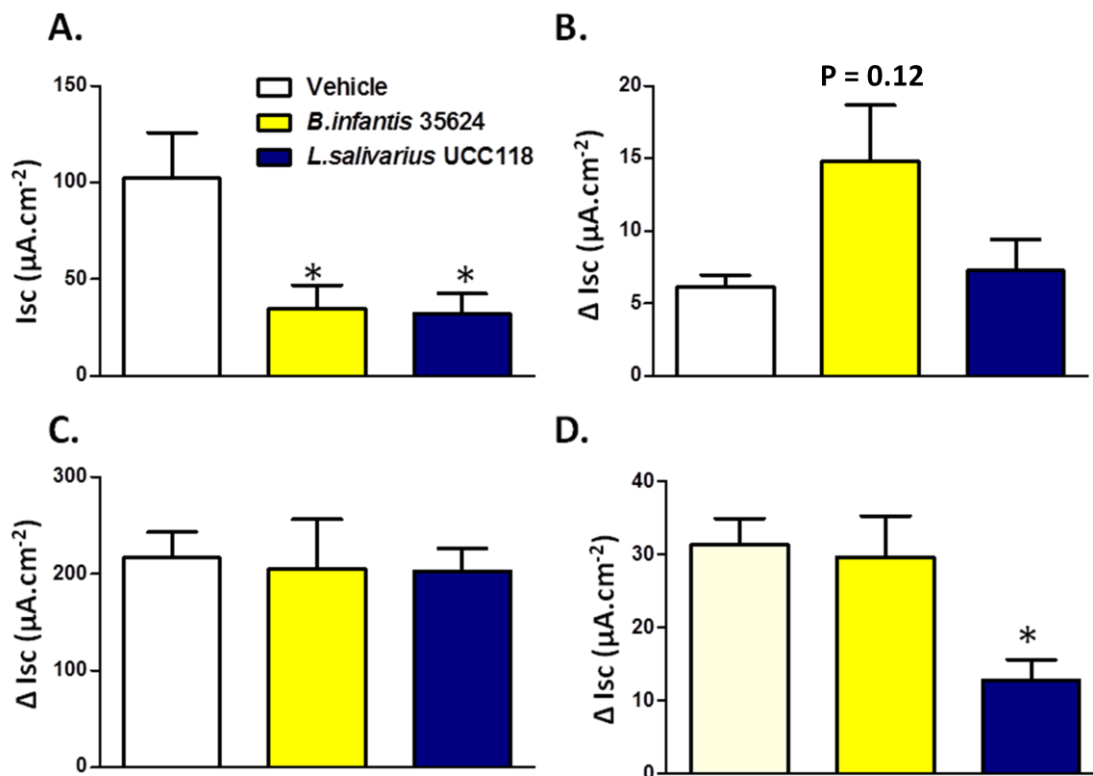 A.
150
100
50
0
Isc (µA.cm⁻²)
Vehicle
B.infantis 35624
L.salivarius UCC118
*
*
B.
P = 0.12
20
15
10
5
0
Δ Isc (µA.cm⁻²)
C.
300
200
100
0
Δ Isc (µA.cm⁻²)
D.
40
30
20
10
0
Δ Isc (µA.cm⁻²)
*